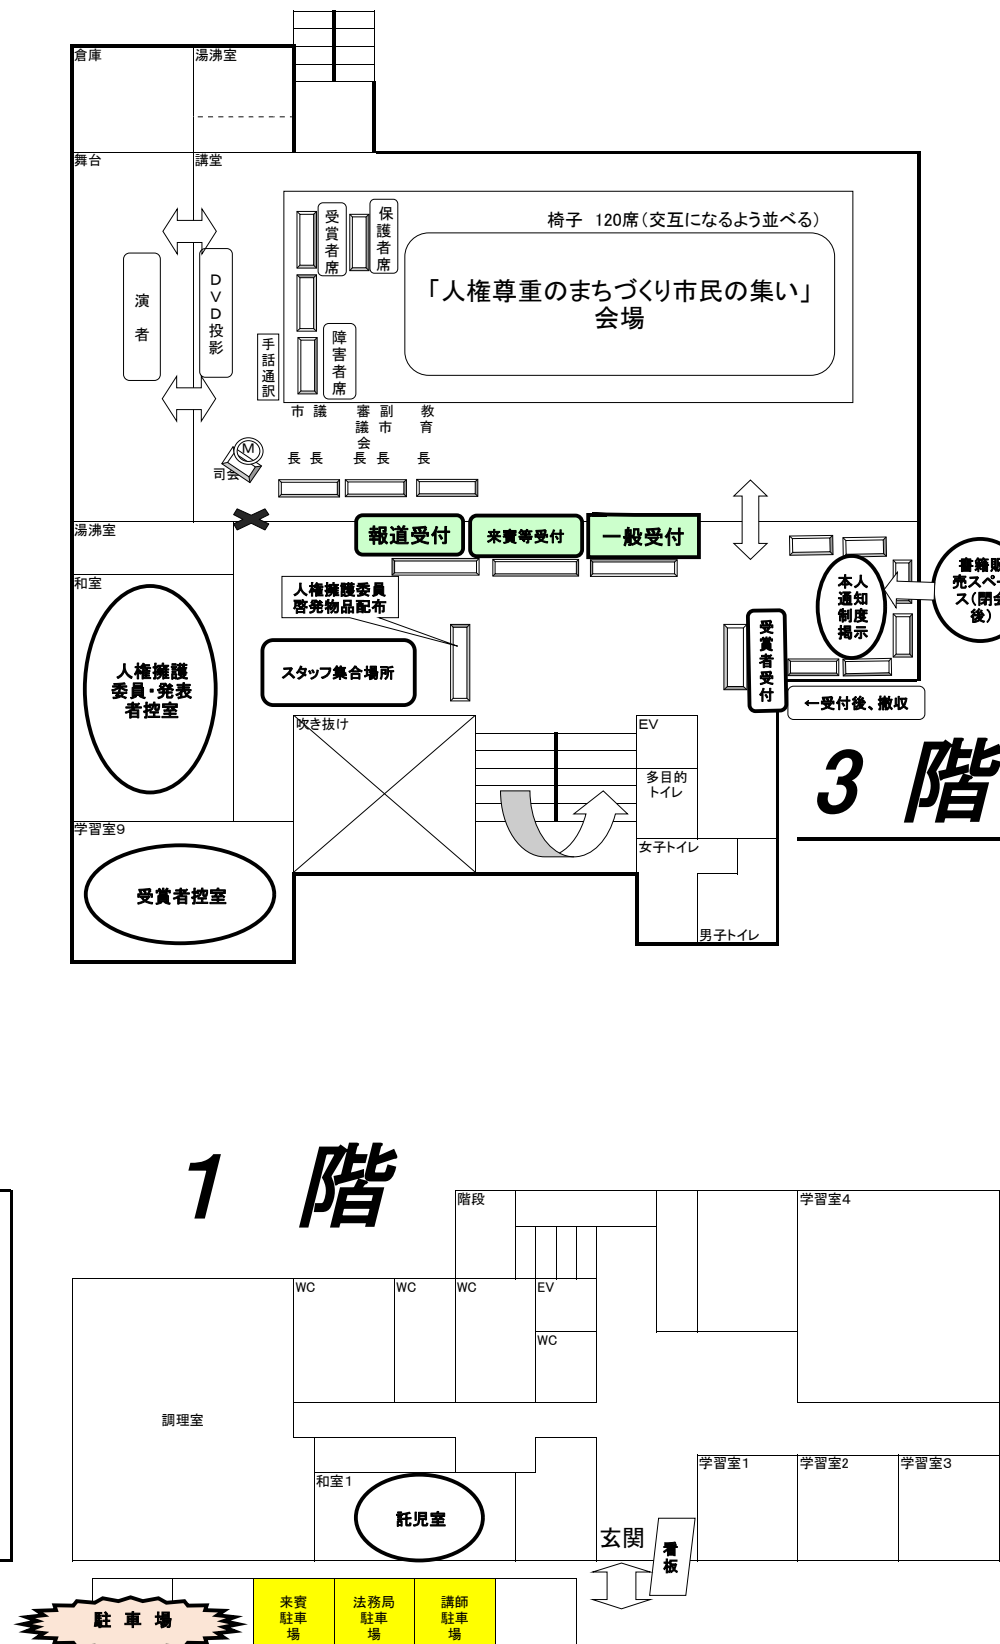 倉庫
湯沸室
舞台
講堂
椅子 120席(交互になるよう並べる)
「人権尊重のまちづくり市民の集い」
会場
受賞者席
保護者席
障害者席
演者
DVD投影
手話通訳
市長
議長
審議会長
副市長
教育長
M
司会
湯沸室
報道受付
来賓等受付
一般受付
和室
人権擁護委員
啓発物品配布
人権擁護
委員・発表
者控室
スタッフ集合場所
受賞者受付
本人
通知
制度
掲示
書籍販
売スペー
ス(閉会
後)
←受付後、撤収
吹き抜け
EV
多目的
トイレ
女子トイレ
男子トイレ
3 階
学習室9
受賞者控室
1 階
階段
学習室4
WC
WC
WC
EV
WC
調理室
学習室1
学習室2
学習室3
和室1
託児室
玄関
看板
駐車場
来賓
駐車
場
法務局
駐車
場
講師
駐車
場